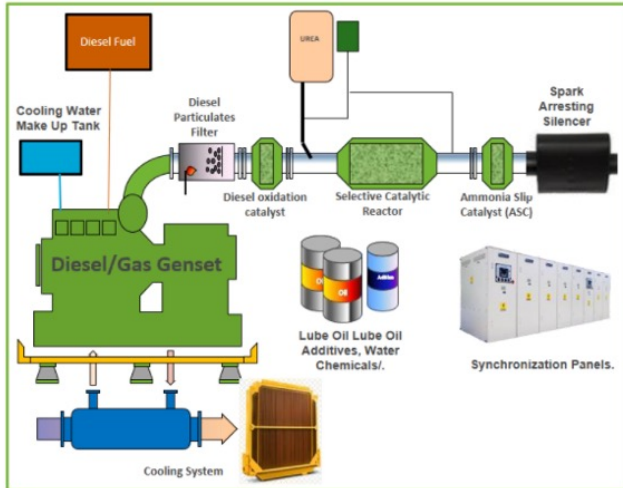 Diesel Fuel
URCA
Cooling Water
Make Up Tank
Diesel
Particulates
Filter
Spark
Arresting
Silencer
Diesel oxidation
catalyst
Selective Catalytic
Reactor
Ammonia Slip
Catalyst (ASC)
Diesel/Gas Genset
Oil
Oil
AdBlue
Lube Oil Lube Oil
Additives, Water
Chemicals/.
Synchronization Panels.
Cooling System